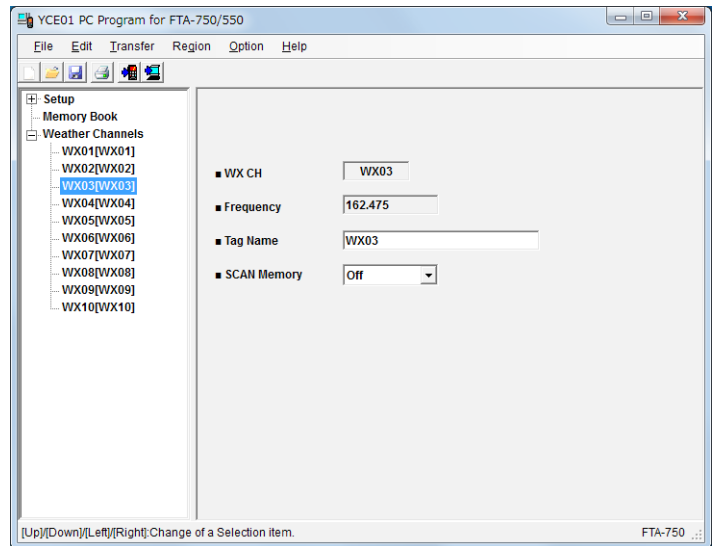 YCE01 PC Program for FTA-750/550
File Edit Transfer Region Option Help
Setup
Memory Book
Weather Channels
WX01[WX01]
WX02[WX02]
WX03[WX03]
WX04[WX04]
WX05[WX05]
WX06[WX06]
WX07[WX07]
WX08[WX08]
WX09[WX09]
WX10[WX10]
■ WX CH WX03
■ Frequency 162.475
■ Tag Name WX03
■ SCAN Memory Off
[Up]/[Down]/[Left]/[Right]:Change of a Selection item. FTA-750